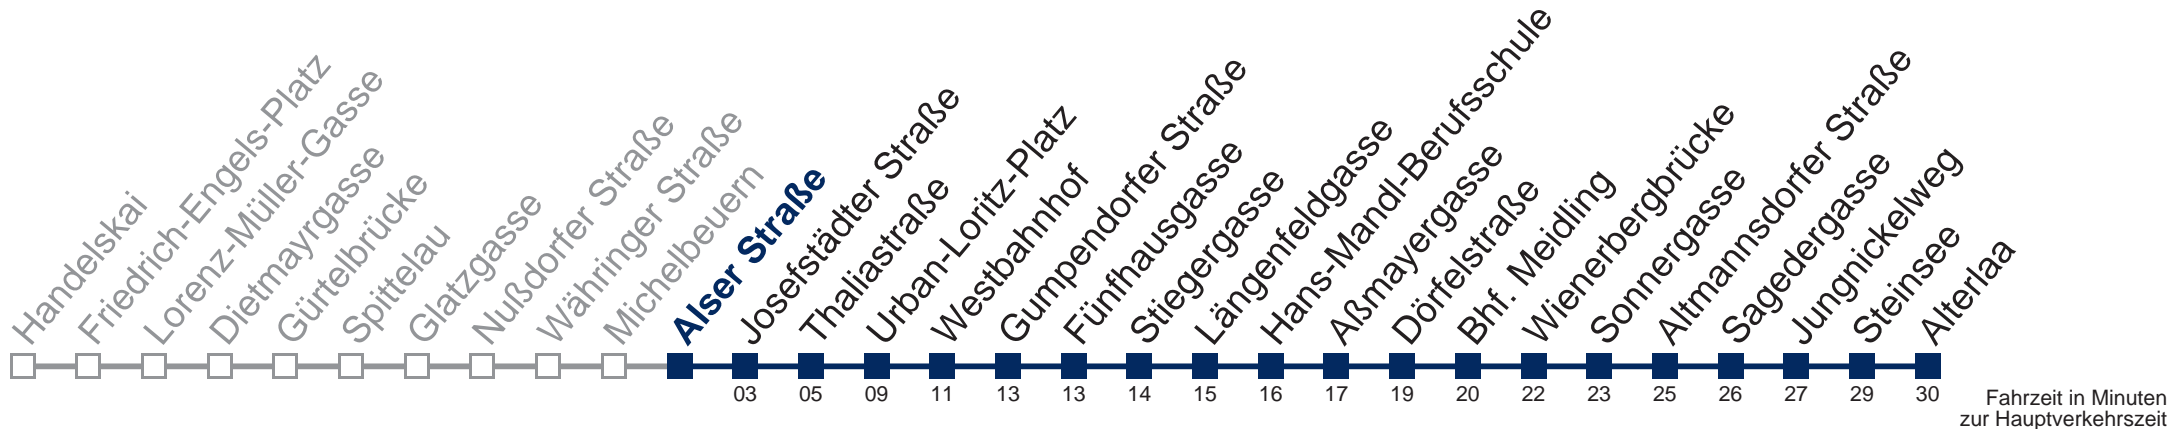 Handelskai
Friedrich-Engels-Platz
Lorenz-Müller-Gasse
Dietmayrgasse
Gürtelbrücke
Spittelau
Glatzgasse
Nußdorfer Straße
Währinger Straße
Michelbeuern
Alser Straße
Josefstädter Straße
Thaliastraße
Urban-Loritz-Platz
Westbahnhof
Gumpendorfer Straße
Fünfhausgasse
Stiegergasse
Längenfeldgasse
Hans-Mandl-Berufsschule
Aßmayergasse
Dörfelstraße
Bhf. Meidling
Wienerbergbrücke
Sonnergasse
Altmannsdorfer Straße
Sagedergasse
Jungnickelweg
Steinsee
Alterlaa
03 05 09 11 13 13 14 15 16 17 19 20 22 23 25 26 27 29 30
Fahrzeit in Minuten
zur Hauptverkehrszeit